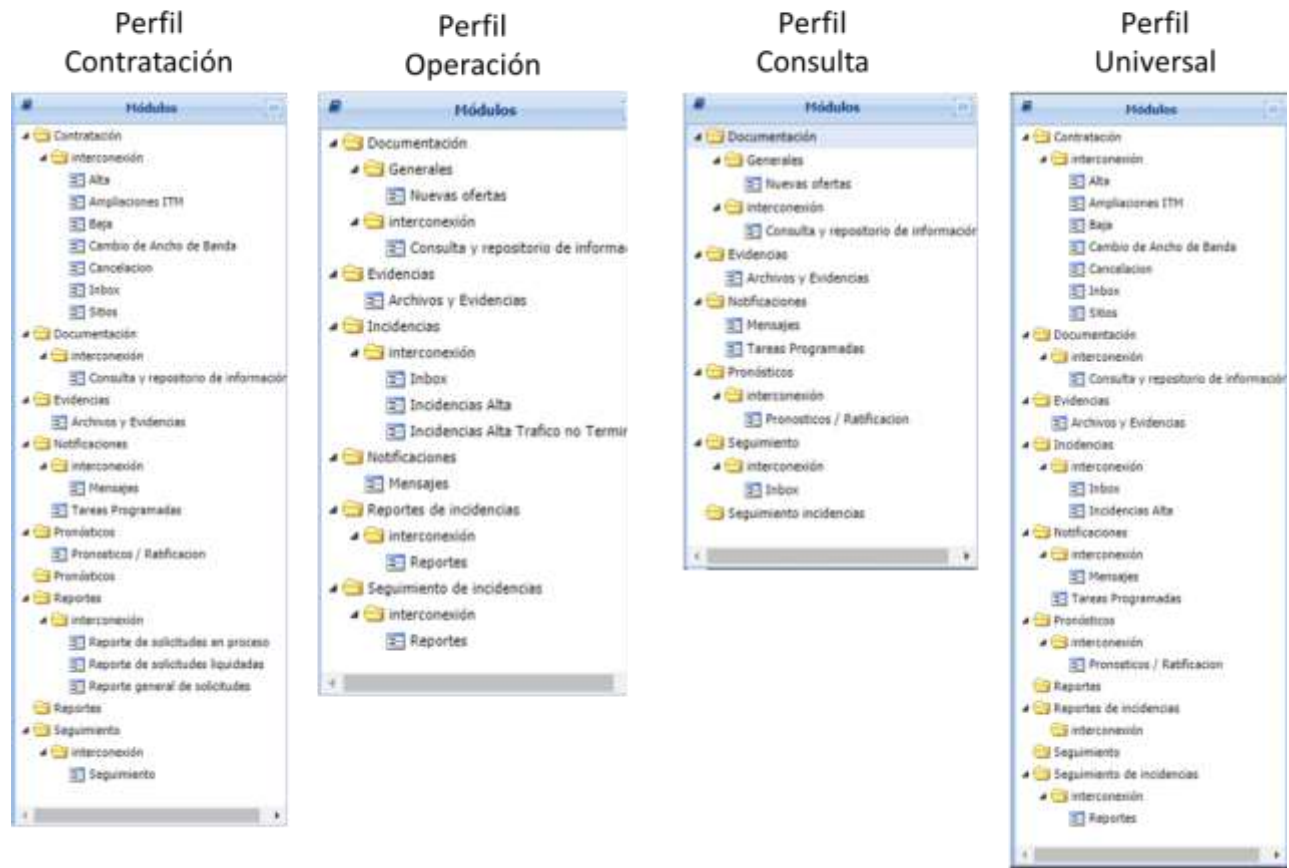 Perfil
Contratación
Módulos
Contratación
interconexión
Alta
Ampliaciones ITM
Baja
Cambio de Ancho de Banda
Cancelacion
Inbox
Sitios
Documentación
interconexión
Consulta y repostorio de información
Evidencias
Archivos y Evidencias
Notificaciones
interconexión
Mensajes
Tareas Programadas
Pronósticos
Pronosticos / Ratificacion
Pronósticos
Reportes
interconexión
Reporte de solicitudes en proceso
Reporte de solicitudes liquidadas
Reporte general de solicitudes
Reportes
Seguimiento
interconexión
Seguimiento
Perfil
Operación
Módulos
Documentación
Generales
Nuevas ofertas
interconexión
Consulta y repostorio de informa
Evidencias
Archivos y Evidencias
Incidencias
interconexión
Inbox
Incidencias Alta
Incidencias Alta Trafico no Termir
Notificaciones
Mensajes
Reportes de incidencias
interconexión
Reportes
Seguimiento de incidencias
interconexión
Reportes
Perfil
Consulta
Módulos
Documentación
Generales
Nuevas ofertas
interconexión
Consulta y repostorio de información
Evidencias
Archivos y Evidencias
Notificaciones
Mensajes
Tareas Programadas
Pronósticos
interconexión
Pronosticos / Ratificacion
Seguimiento
interconexión
Inbox
Seguimiento incidencias
Perfil
Universal
Módulos
Contratación
interconexión
Alta
Ampliaciones ITM
Baja
Cambio de Ancho de Banda
Cancelacion
Inbox
Sitios
Documentación
interconexión
Consulta y repostorio de información
Evidencias
Archivos y Evidencias
Incidencias
interconexión
Inbox
Incidencias Alta
Notificaciones
interconexión
Mensajes
Tareas Programadas
Pronósticos
interconexión
Pronosticos / Ratificacion
Reportes
Reportes de incidencias
interconexión
Seguimiento
Seguimiento de incidencias
interconexión
Reportes